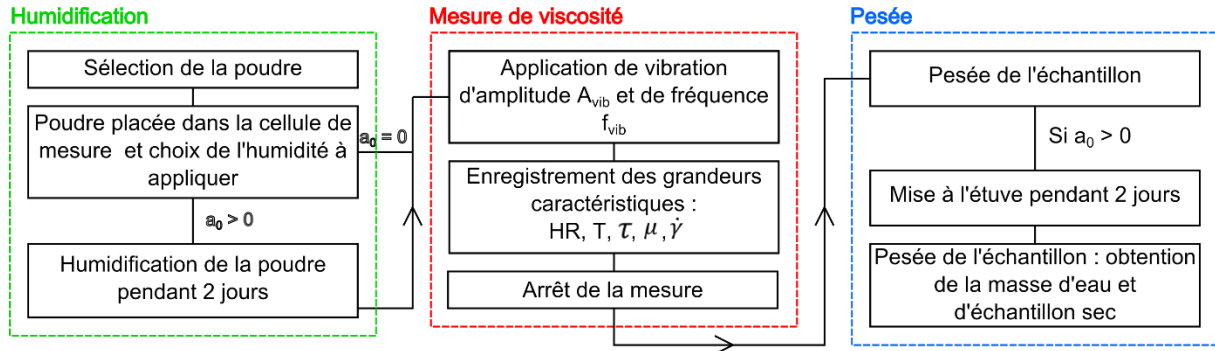 Humidification
Sélection de la poudre
Poudre placée dans la cellule de
mesure et choix de l'humidité à
appliquer
a₀ = 0
a₀ > 0
Humidification de la poudre
pendant 2 jours
Mesure de viscosité
Application de vibration
d'amplitude A_vib et de fréquence
f_vib
Enregistrement des grandeurs
caractéristiques :
HR, T, τ, μ, γ̇
Arrêt de la mesure
Pesée
Pesée de l'échantillon
Si a₀ > 0
Mise à l'étuve pendant 2 jours
Pesée de l'échantillon : obtention
de la masse d'eau et
d'échantillon sec